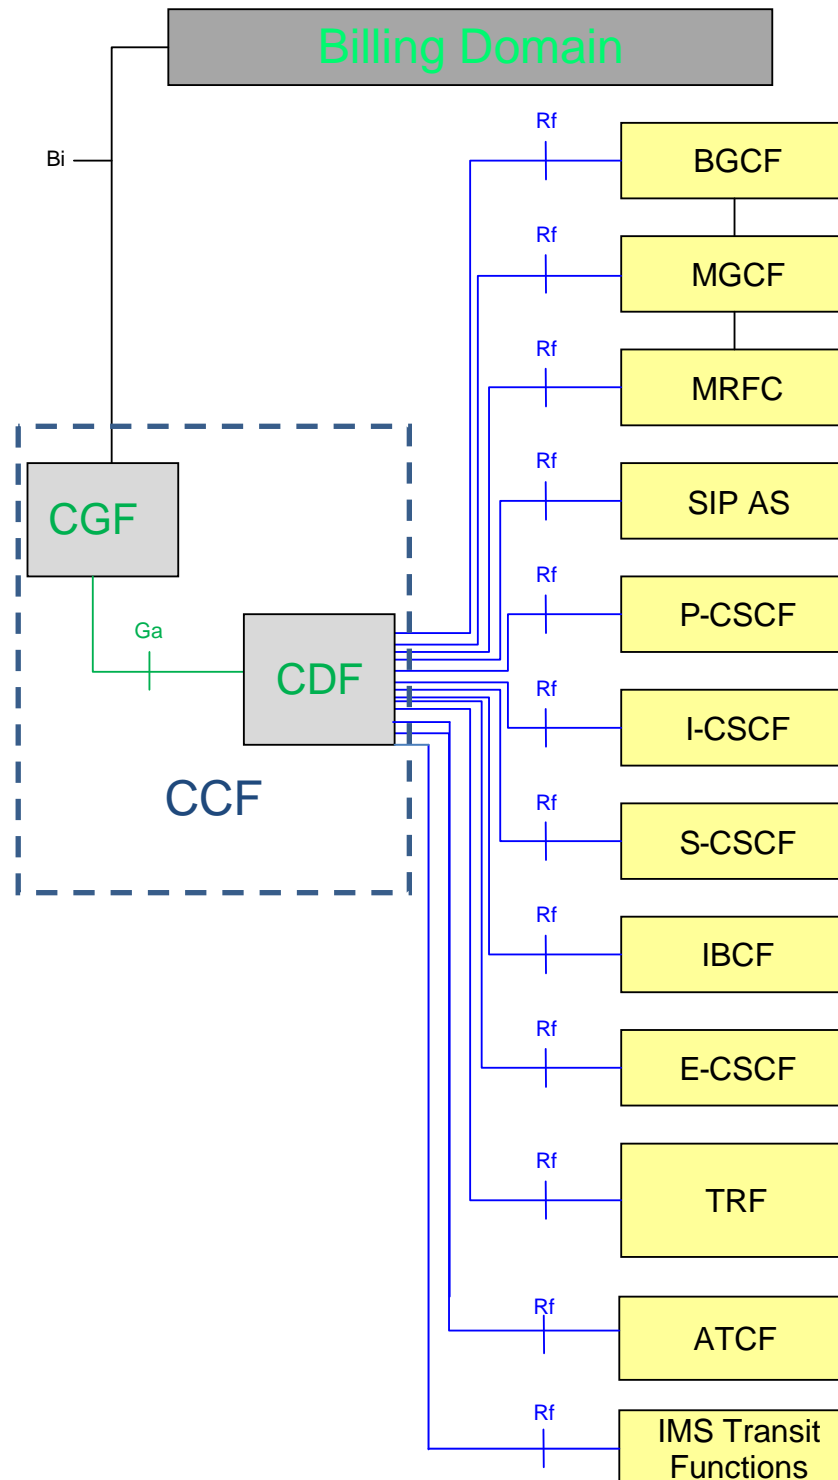 Billing Domain
Bi
Rf
BGCF
Rf
MGCF
Rf
MRFC
Rf
SIP AS
CGF
Rf
P-CSCF
Ga
CDF
Rf
I-CSCF
CCF
Rf
S-CSCF
Rf
IBCF
Rf
E-CSCF
Rf
TRF
Rf
ATCF
Rf
IMS Transit
Functions